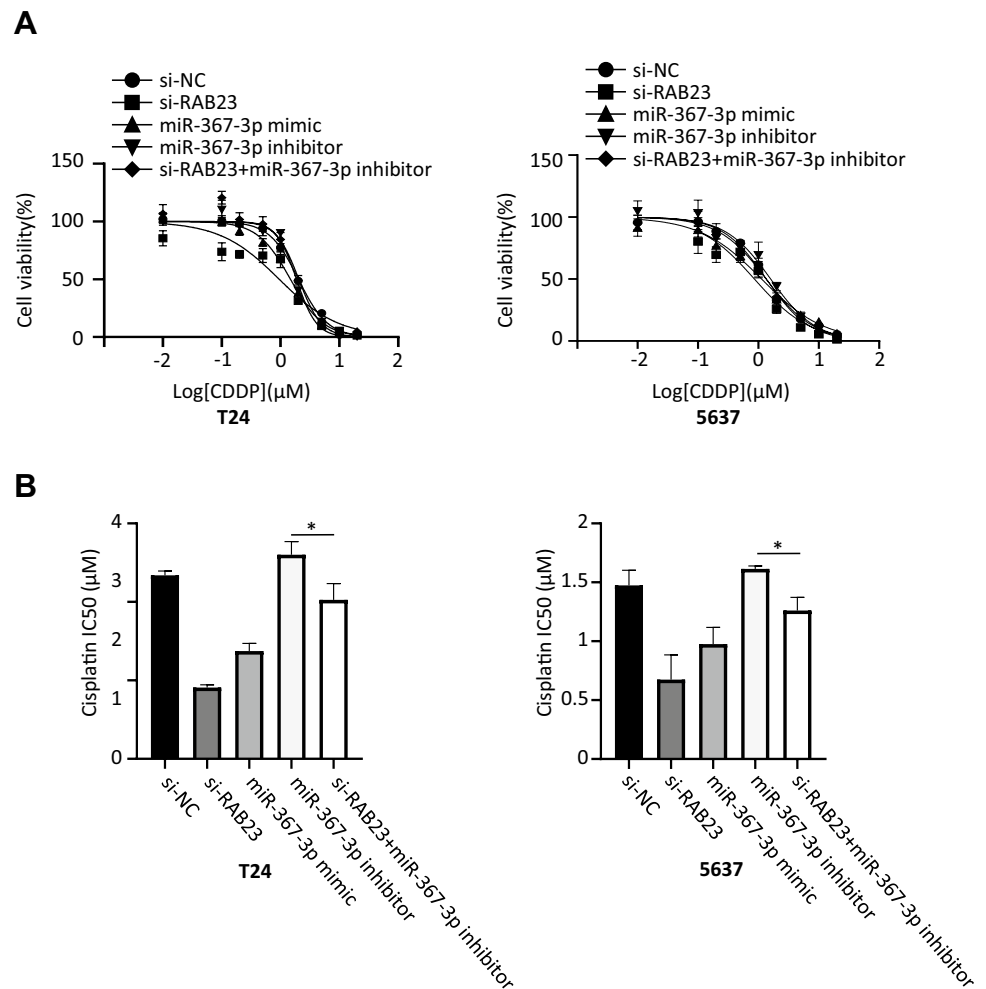 A
si-NC
si-RAB23
miR-367-3p mimic
miR-367-3p inhibitor
si-RAB23+miR-367-3p inhibitor
150
100
50
0
Cell viability(%)
-2 -1 0 1 2
Log[CDDP](μM)
T24
si-NC
si-RAB23
miR-367-3p mimic
miR-367-3p inhibitor
si-RAB23+miR-367-3p inhibitor
150
100
50
0
Cell viability(%)
-2 -1 0 1 2
Log[CDDP](μM)
5637
B
4
3
2
1
0
Cisplatin IC50 (μM)
*
si-NC
si-RAB23
miR-367-3p mimic
miR-367-3p inhibitor
si-RAB23+miR-367-3p inhibitor
T24
2
1.5
1
0.5
0
Cisplatin IC50 (μM)
*
si-NC
si-RAB23
miR-367-3p mimic
miR-367-3p inhibitor
si-RAB23+miR-367-3p inhibitor
5637